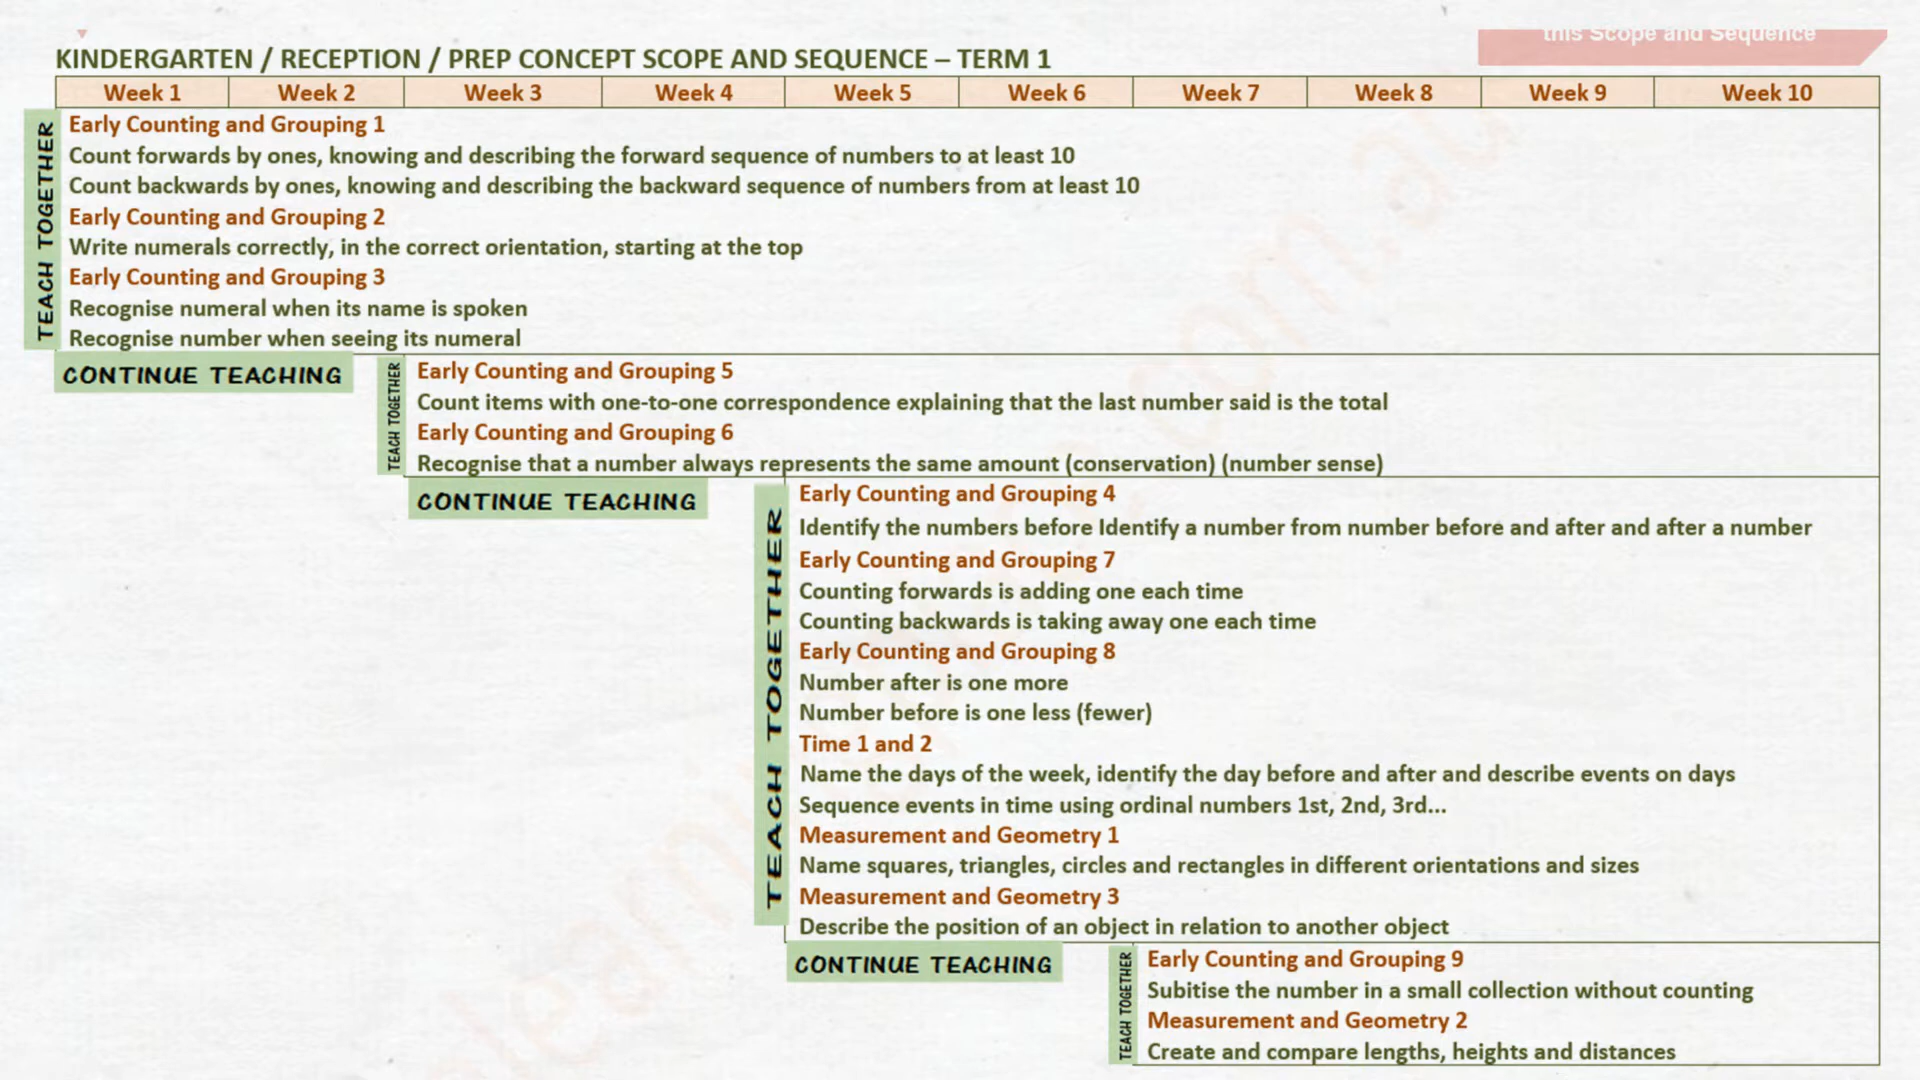 this Scope and Sequence
KINDERGARTEN / RECEPTION / PREP CONCEPT SCOPE AND SEQUENCE – TERM 1
Week 1 Week 2 Week 3 Week 4 Week 5 Week 6 Week 7 Week 8 Week 9 Week 10
TEACH TOGETHER
Early Counting and Grouping 1
Count forwards by ones, knowing and describing the forward sequence of numbers to at least 10
Count backwards by ones, knowing and describing the backward sequence of numbers from at least 10
Early Counting and Grouping 2
Write numerals correctly, in the correct orientation, starting at the top
Early Counting and Grouping 3
Recognise numeral when its name is spoken
Recognise number when seeing its numeral
CONTINUE TEACHING
TEACH TOGETHER
Early Counting and Grouping 5
Count items with one-to-one correspondence explaining that the last number said is the total
Early Counting and Grouping 6
Recognise that a number always represents the same amount (conservation) (number sense)
CONTINUE TEACHING
TEACH TOGETHER
Early Counting and Grouping 4
Identify the numbers before Identify a number from number before and after and after a number
Early Counting and Grouping 7
Counting forwards is adding one each time
Counting backwards is taking away one each time
Early Counting and Grouping 8
Number after is one more
Number before is one less (fewer)
Time 1 and 2
Name the days of the week, identify the day before and after and describe events on days
Sequence events in time using ordinal numbers 1st, 2nd, 3rd...
Measurement and Geometry 1
Name squares, triangles, circles and rectangles in different orientations and sizes
Measurement and Geometry 3
Describe the position of an object in relation to another object
CONTINUE TEACHING
TEACH TOGETHER
Early Counting and Grouping 9
Subitise the number in a small collection without counting
Measurement and Geometry 2
Create and compare lengths, heights and distances